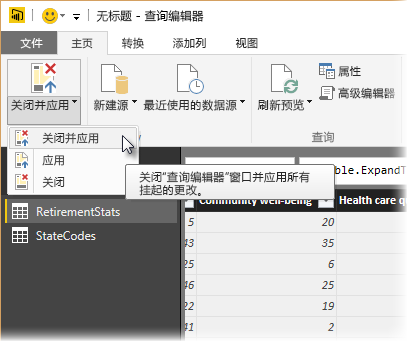 无标题 - 查询编辑器
文件 主页 转换 添加列 视图
关闭并应用 新建源 最近使用的数据源 刷新预览 属性
高级编辑器
查询
关闭并应用
应用
关闭
关闭“查询编辑器”窗口并应用所有
挂起的更改。
ble.ExpandT
RetirementStats
StateCodes
Community well-being Health care q
5 20
43 35
25 6
46 25
22 19
41 2